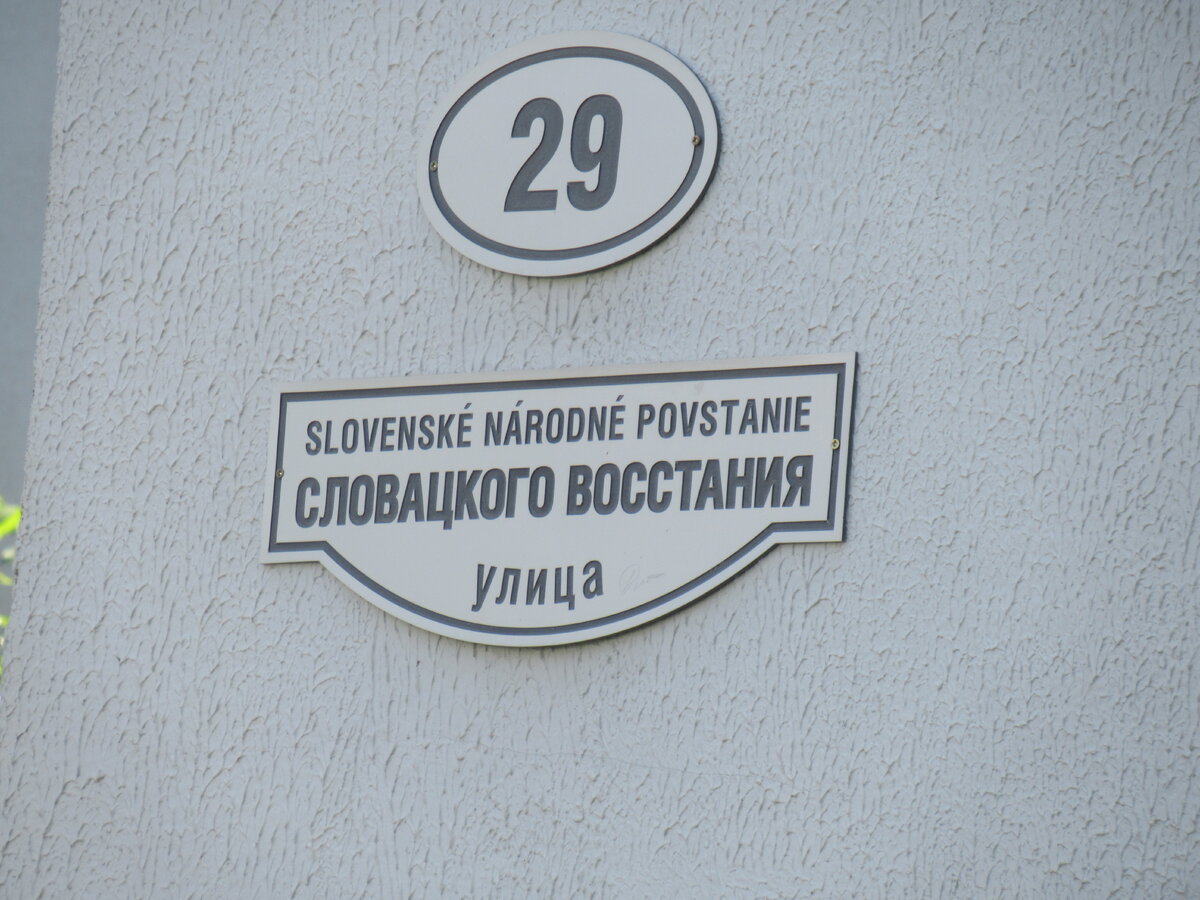 29
SLOVENSKÉ NÁRODNÉ POVSTANIE
СЛОВАЦКОГО ВОССТАНИЯ
улица